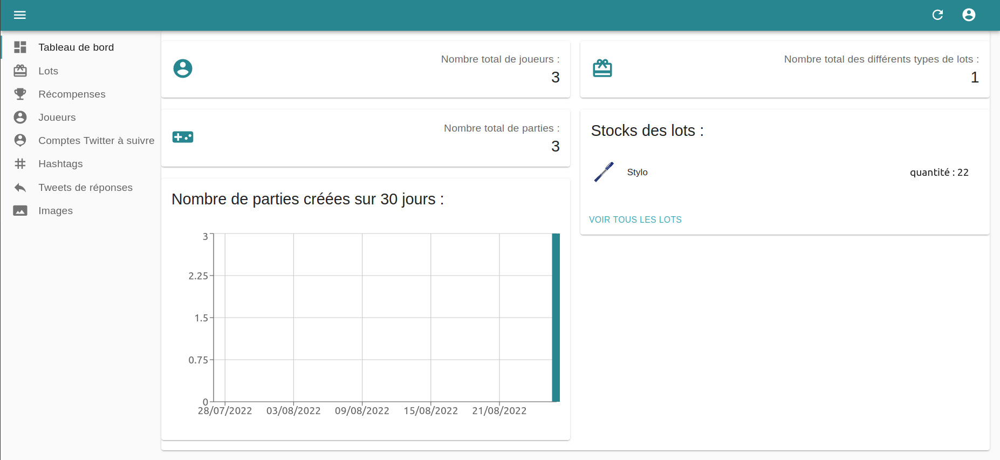 Tableau de bord
Lots
Récompenses
Joueurs
Comptes Twitter à suivre
Hashtags
Tweets de réponses
Images
Nombre total de joueurs :
3
Nombre total de parties :
3
Nombre de parties créées sur 30 jours :
3
2.25
1.5
0.75
0
28/07/2022 03/08/2022 09/08/2022 15/08/2022 21/08/2022
Nombre total des différents types de lots :
1
Stocks des lots :
Stylo quantité : 22
VOIR TOUS LES LOTS